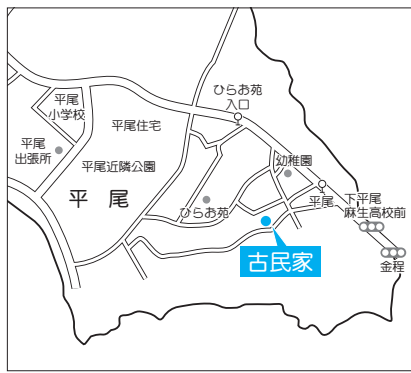 ひらお苑
入口
平尾
小学校
平尾住宅
平尾
出張所
平尾近隣公園
幼稚園
平　尾
ひらお苑
平尾
下平尾
麻生高校前
古民家
金程